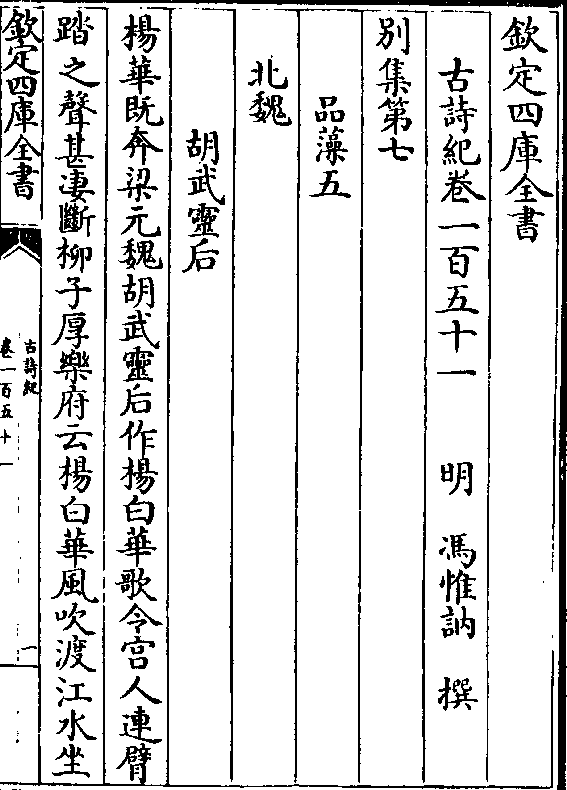 欽定四庫全書
古詩紀卷一百五十一　　明　馮惟訥　撰
別集第七
品藻五
北魏
胡武靈后
楊華既奔梁元魏胡武靈后作楊白華歌令宮人連臂
踏之聲甚淒斷柳子厚樂府云楊白華風吹渡江水坐
欽定四庫全書
古詩紀
卷一百五十一
一